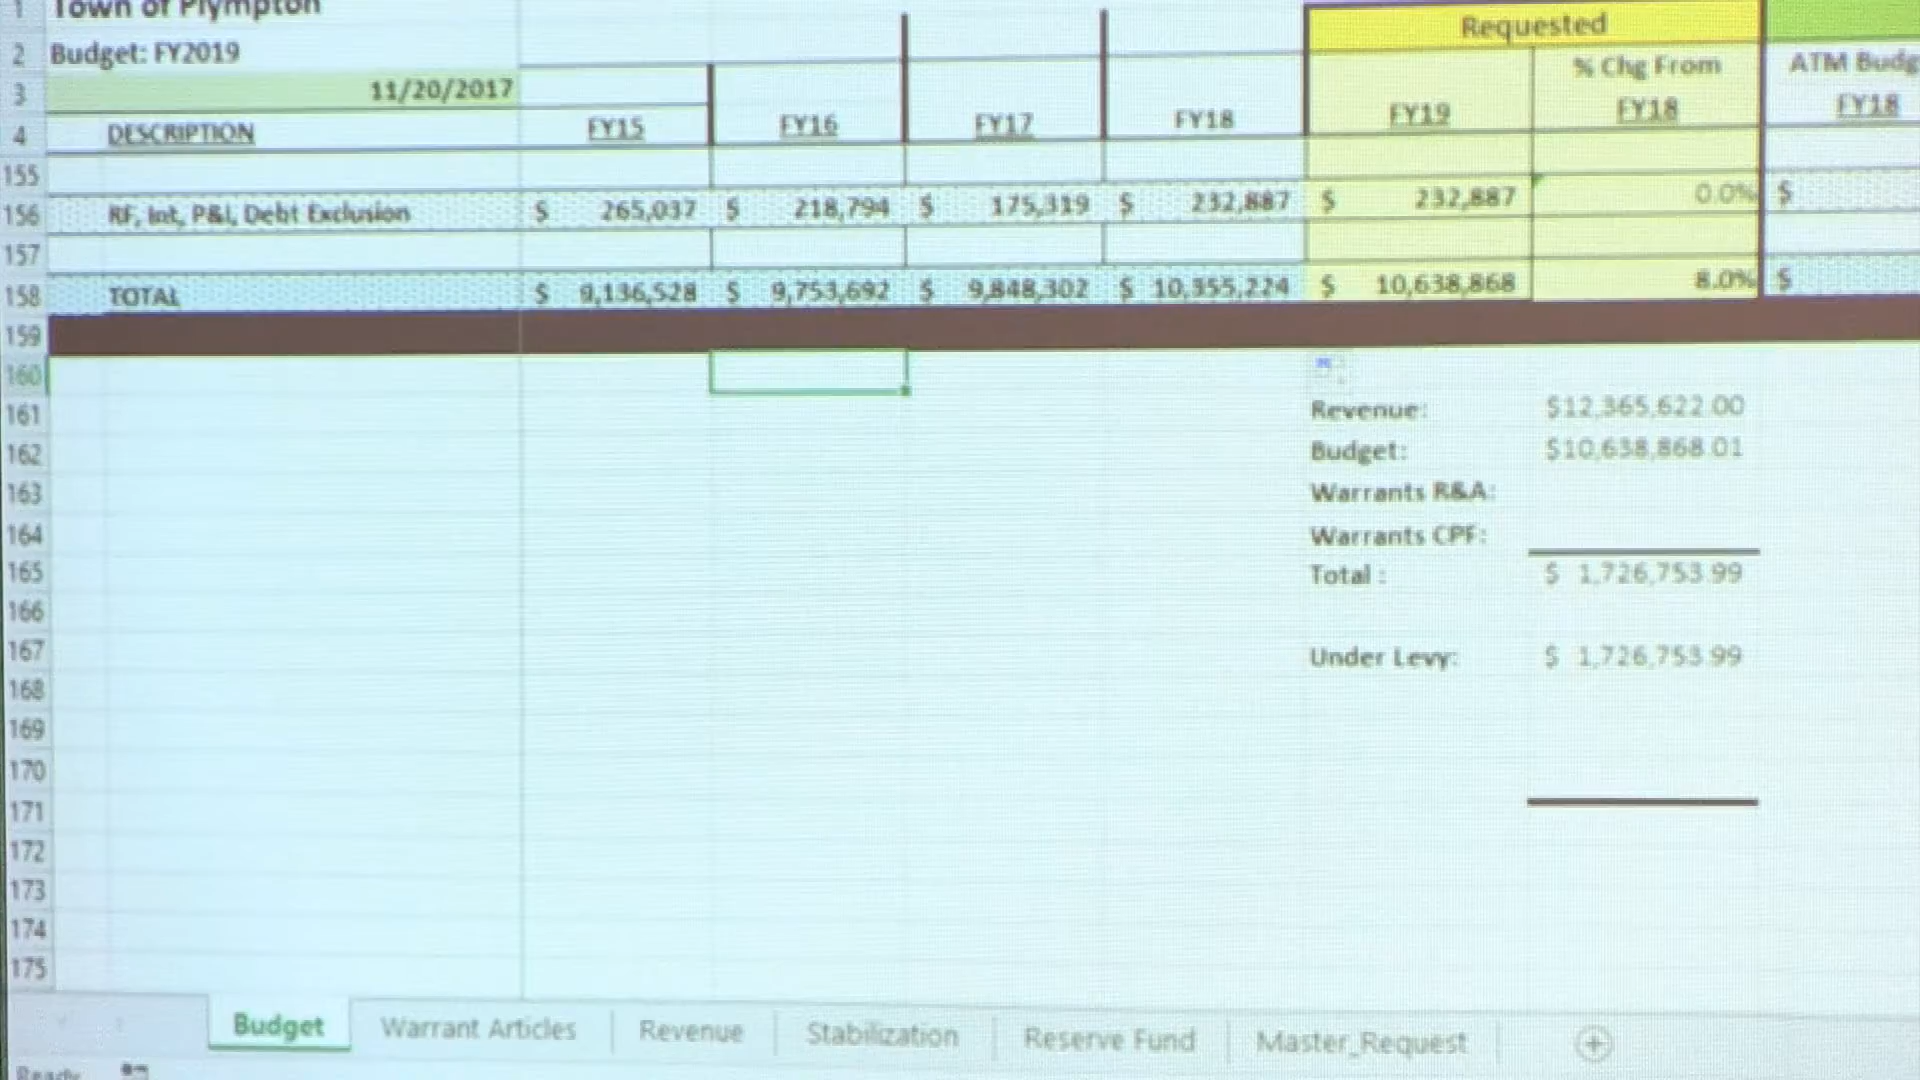 1 Town of Plympton
Requested
2 Budget: FY2019
3 11/20/2017 % Chg From ATM Budg
4 DESCRIPTION FY15 FY16 FY17 FY18 FY19 FY18 FY18
155
156 RF, Int, P&I, Debt Exclusion $ 265,037 $ 218,794 $ 175,319 $ 232,887 $ 232,887 0.0% $
157
158 TOTAL $ 9,136,528 $ 9,753,692 $ 9,848,302 $ 10,355,224 $ 10,638,868 8.0% $
159
160
161 Revenue: $12,365,622.00
162 Budget: $10,638,868.01
163 Warrants R&A:
164 Warrants CPF:
165 Total : $ 1,726,753.99
166
167 Under Levy: $ 1,726,753.99
168
169
170
171
172
173
174
175
Budget Warrant Articles Revenue Stabilization Reserve Fund Master_Request
Ready